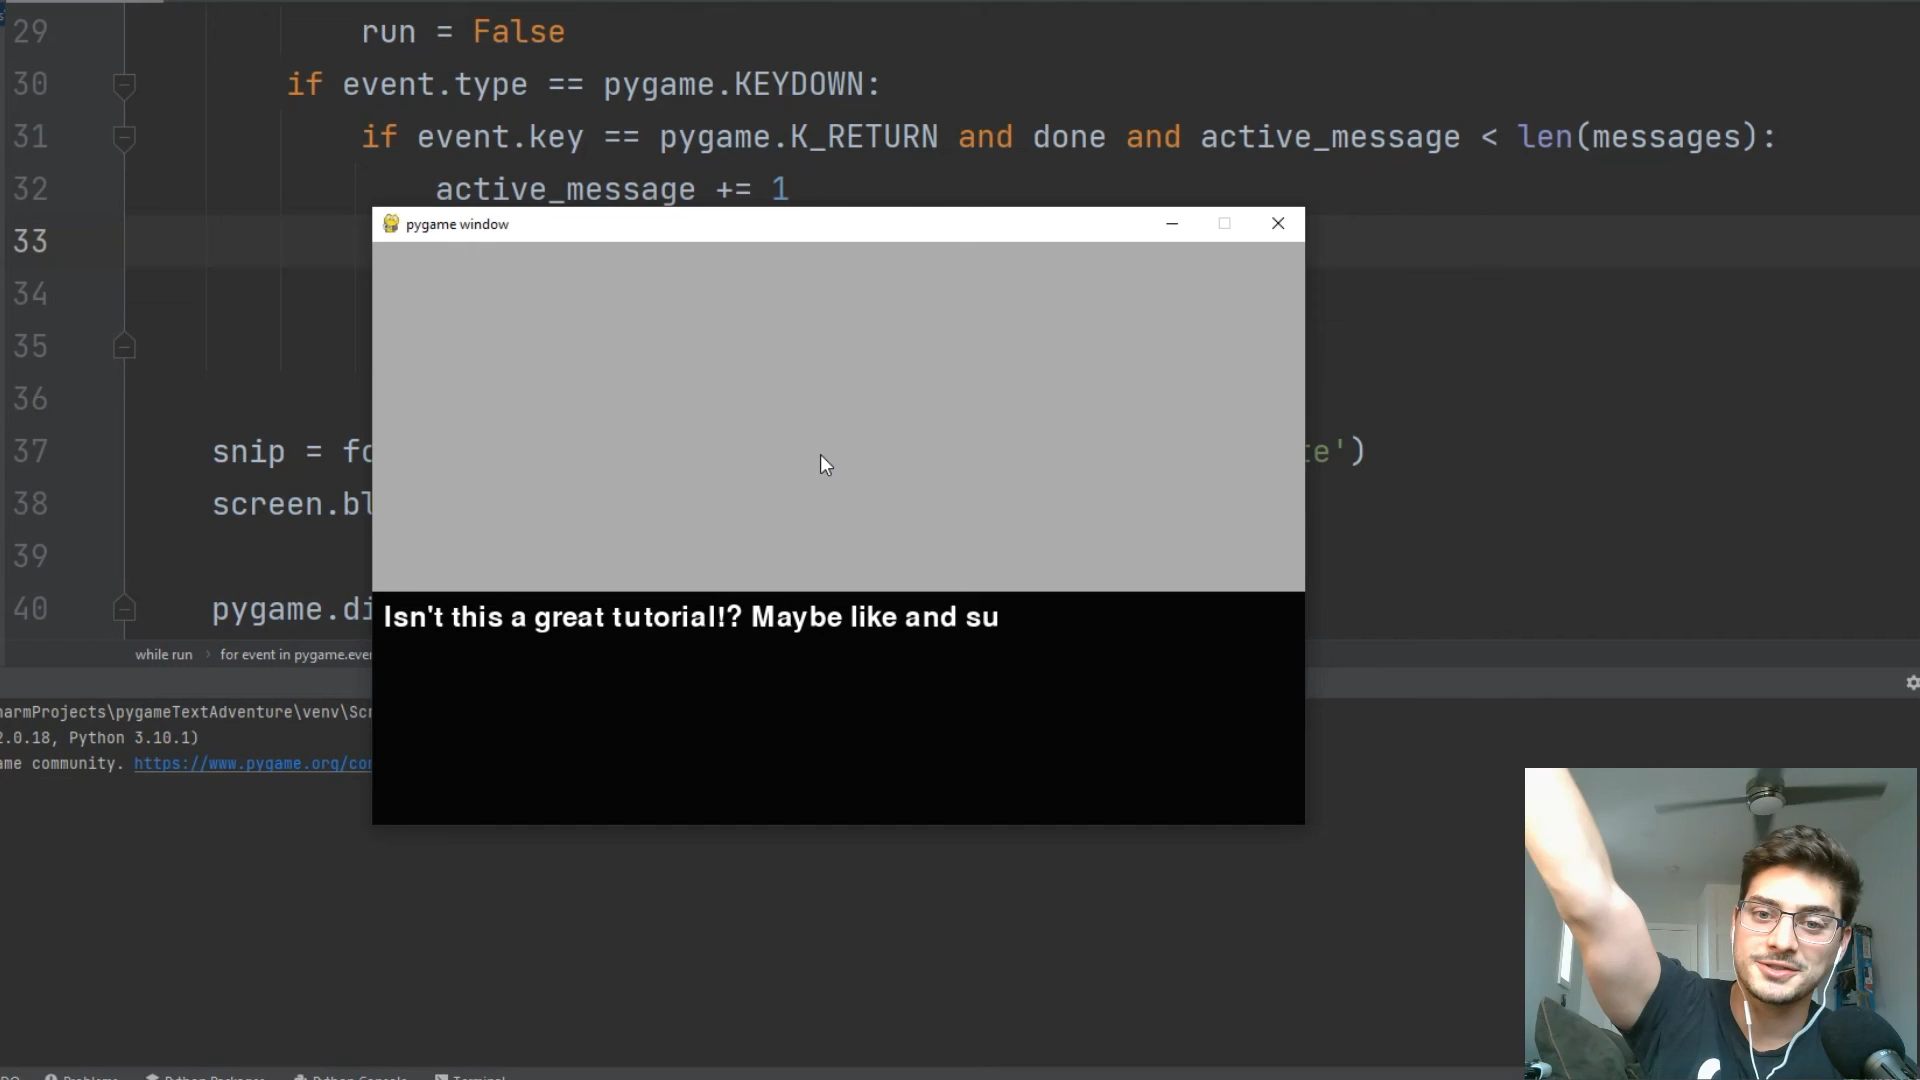 29 run = False
30 if event.type == pygame.KEYDOWN:
31 if event.key == pygame.K_RETURN and done and active_message < len(messages):
32 active_message += 1
pygame window
33
34
35
36
37 snip = fo te')
38 screen.bl
39
40 pygame.di
Isn't this a great tutorial!? Maybe like and su
while run > for event in pygame.eve
armProjects\pygameTextAdventure\venv\Scr
2.0.18, Python 3.10.1)
ame community. https://www.pygame.org/con
Problems Python Packages Python Console Terminal